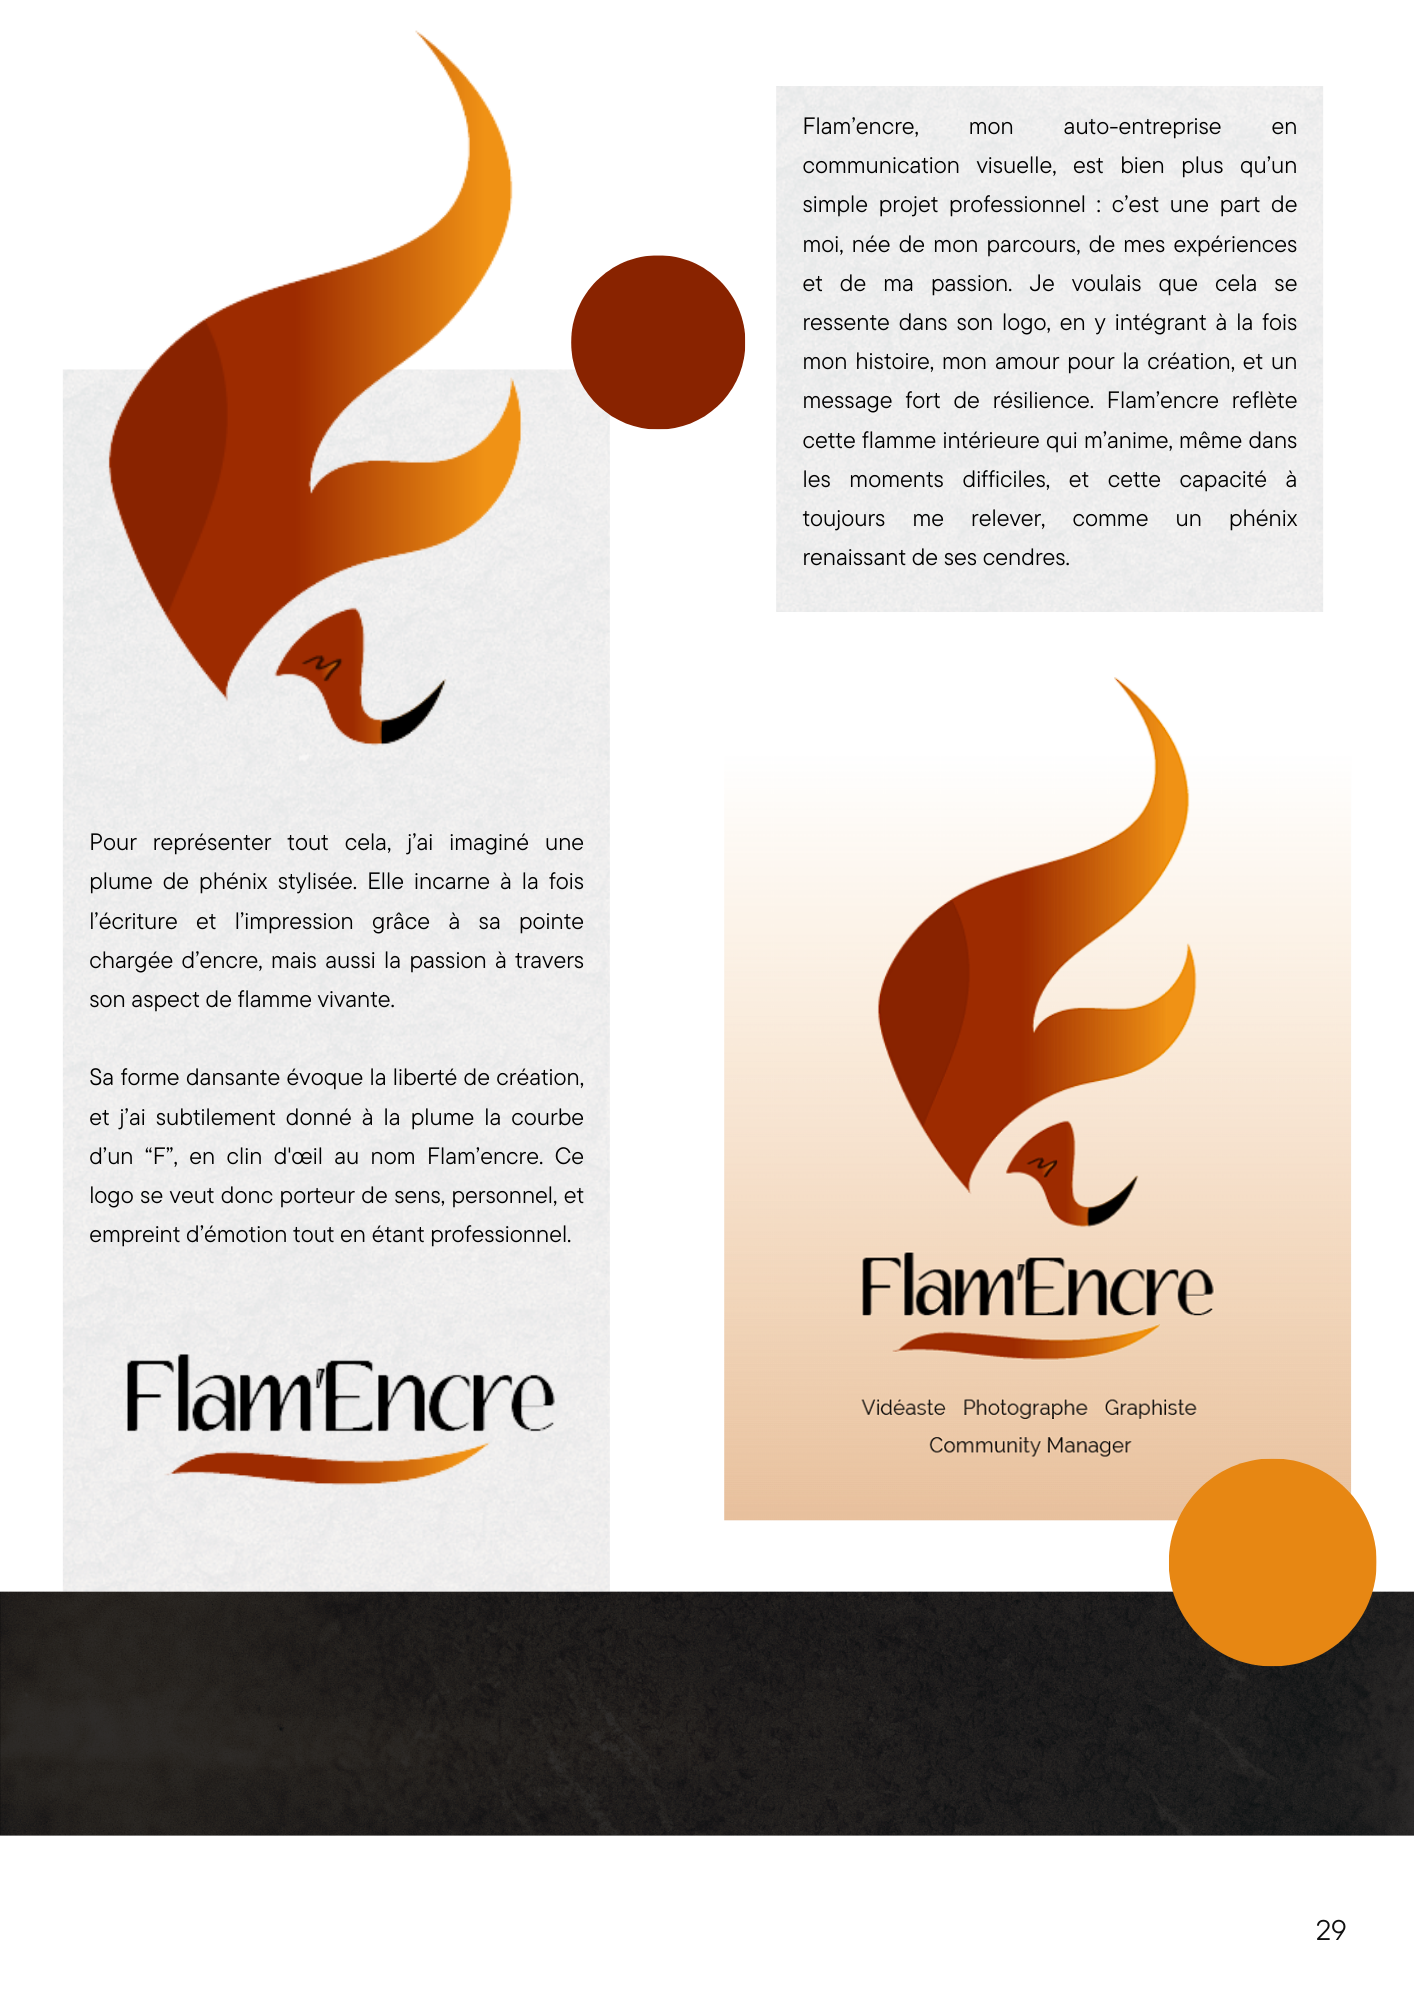 Flam’encre, mon auto-entreprise en
communication visuelle, est bien plus qu’un
simple projet professionnel : c’est une part de
moi, née de mon parcours, de mes expériences
et de ma passion. Je voulais que cela se
ressente dans son logo, en y intégrant à la fois
mon histoire, mon amour pour la création, et un
message fort de résilience. Flam’encre reflète
cette flamme intérieure qui m’anime, même dans
les moments difficiles, et cette capacité à
toujours me relever, comme un phénix
renaissant de ses cendres.
Pour représenter tout cela, j’ai imaginé une
plume de phénix stylisée. Elle incarne à la fois
l’écriture et l’impression grâce à sa pointe
chargée d’encre, mais aussi la passion à travers
son aspect de flamme vivante.
Sa forme dansante évoque la liberté de création,
et j’ai subtilement donné à la plume la courbe
d’un “F”, en clin d'œil au nom Flam’encre. Ce
logo se veut donc porteur de sens, personnel, et
empreint d’émotion tout en étant professionnel.
Flam'Encre
Flam'Encre
Vidéaste Photographe Graphiste
Community Manager
29